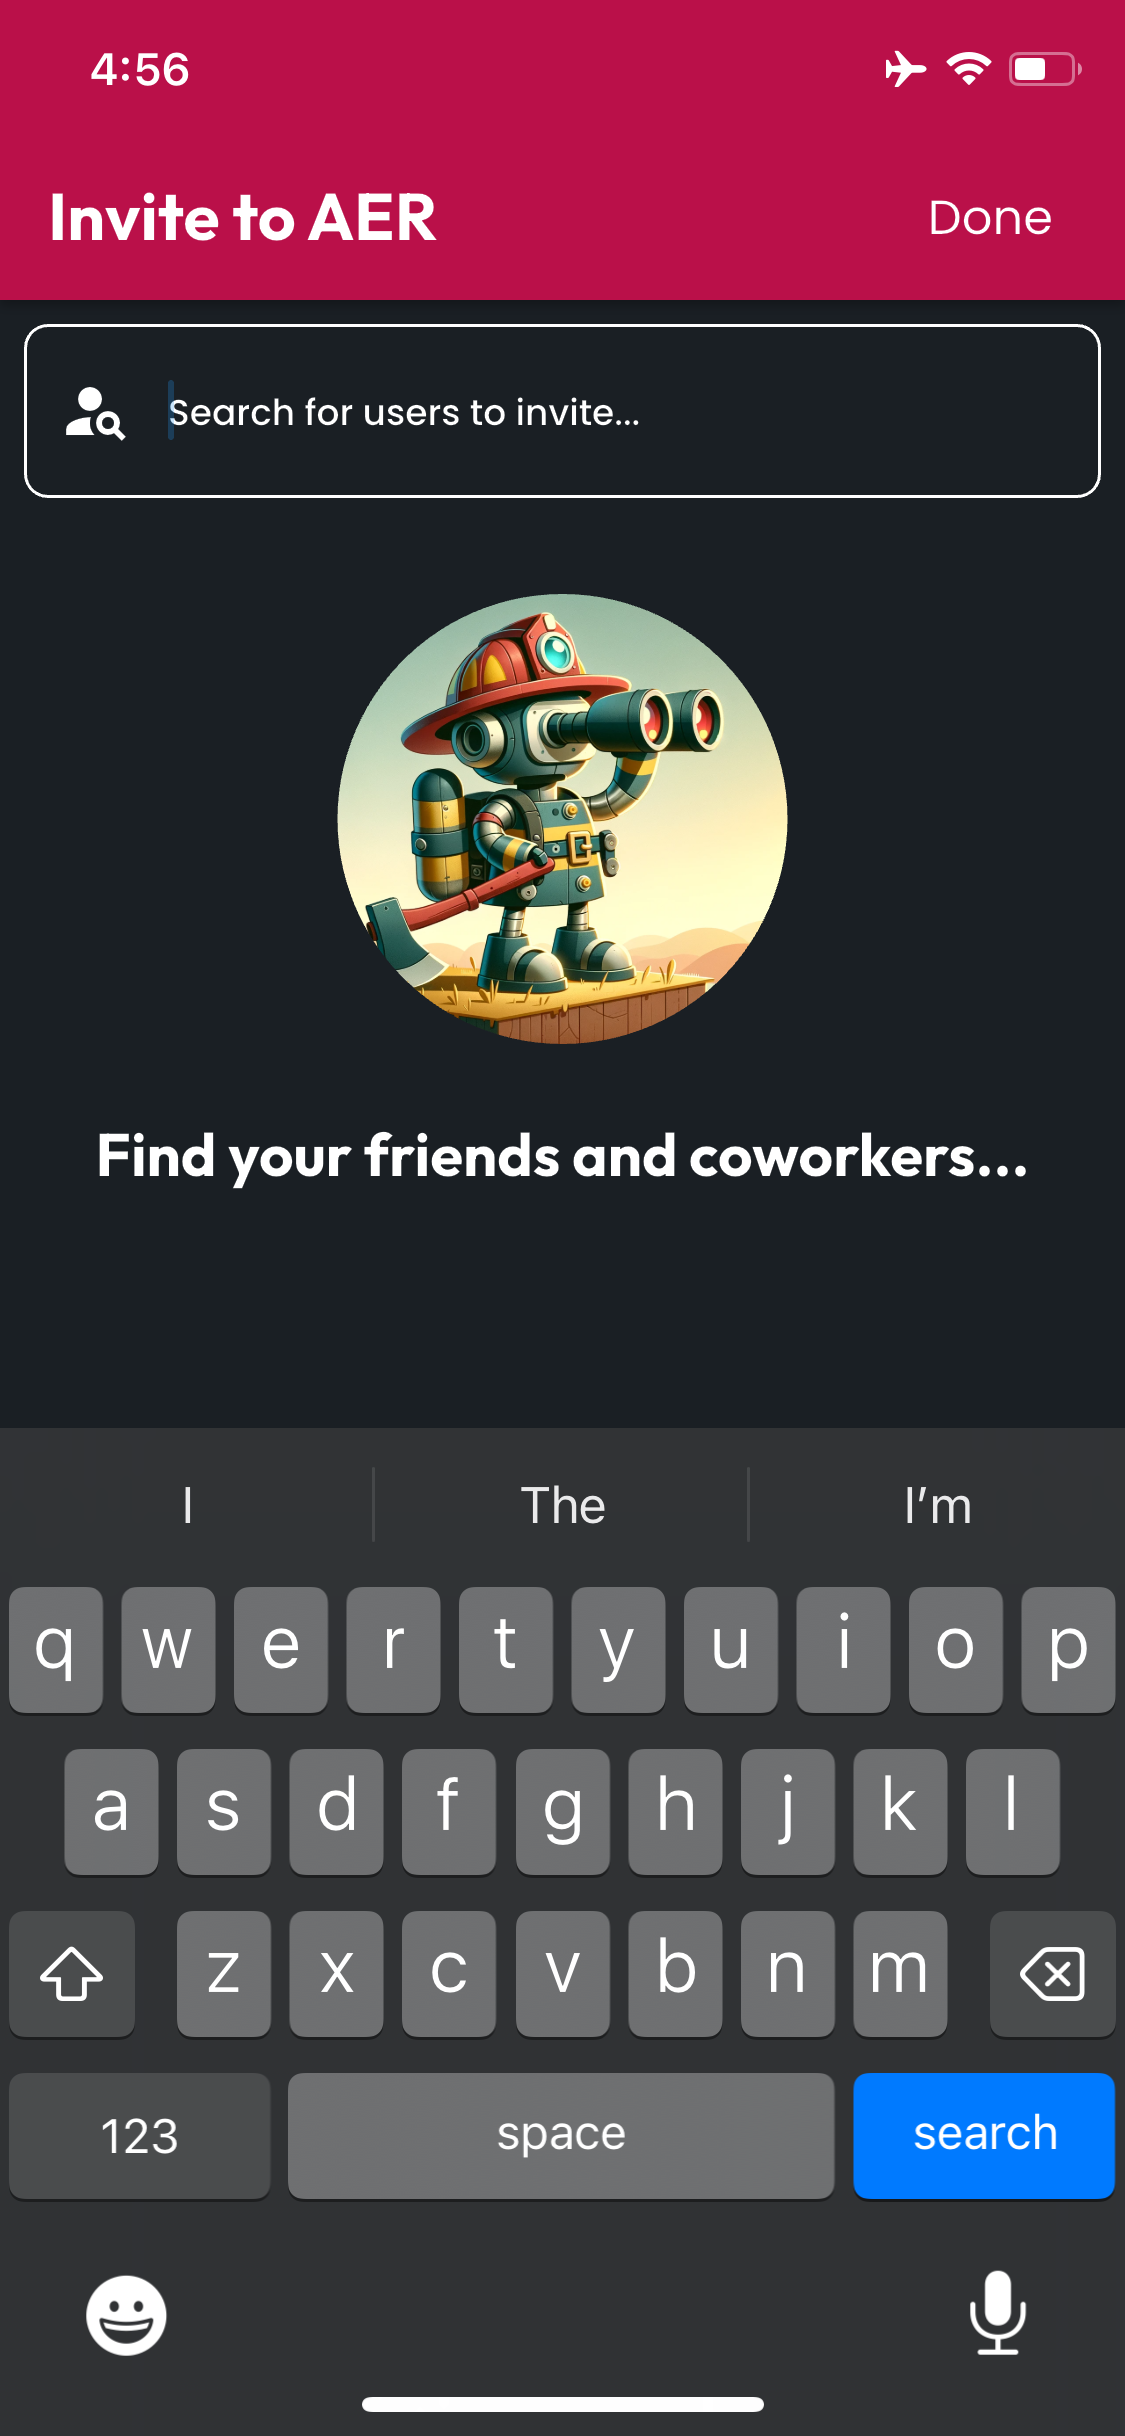 4:56
Invite to AER
Done
Search for users to invite...
Find your friends and coworkers...
I The I'm
q w e r t y u i o p
a s d f g h j k l
z x c v b n m
123 space search